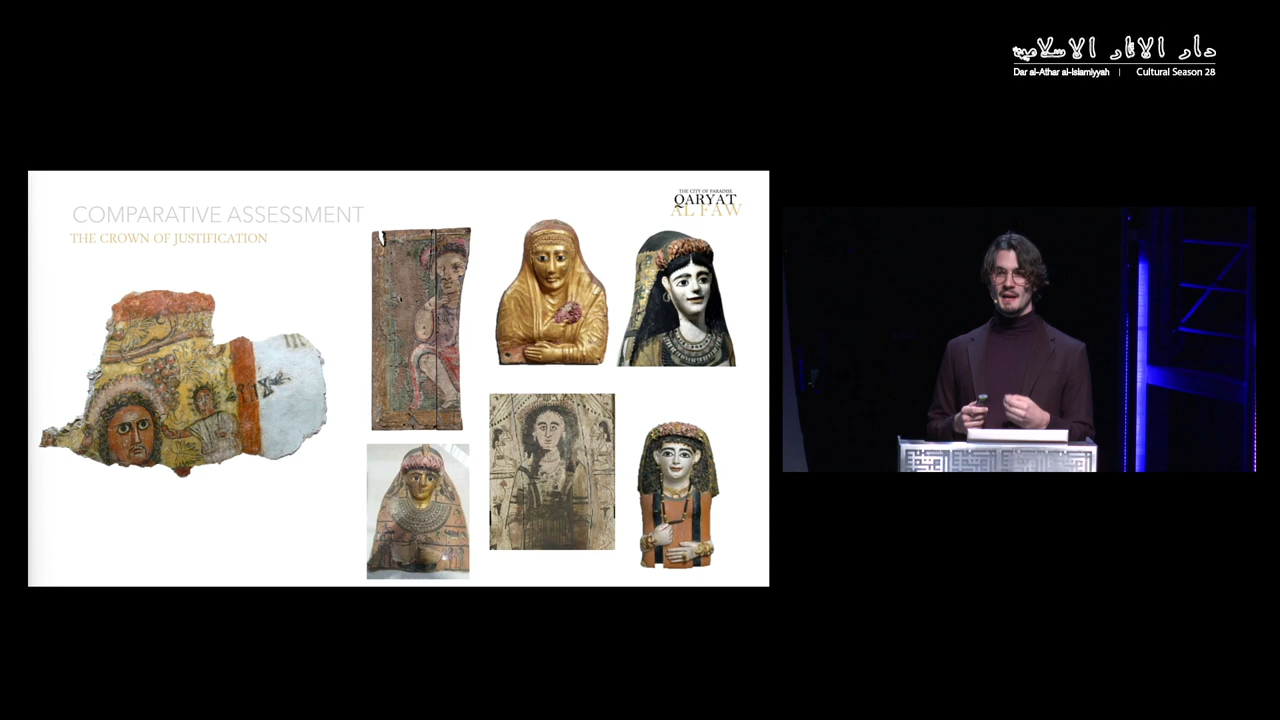 دار الآثار الإسلامية
Dar al-Athar al-Islamiyyah | Cultural Season 28
COMPARATIVE ASSESSMENT
THE CROWN OF JUSTIFICATION
THE CITY OF PARADISE
QARYAT
AL FAW